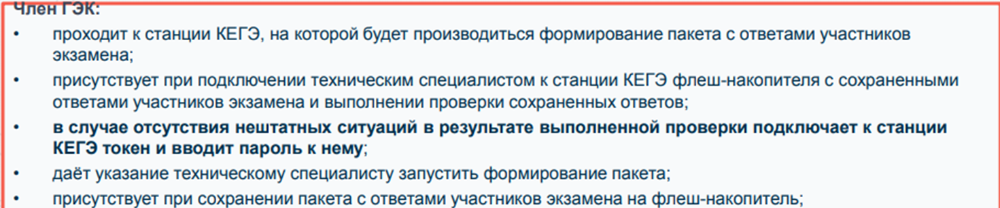 Член ГЭК:
• проходит к станции КЕГЭ, на которой будет производиться формирование пакета с ответами участников
экзамена;
• присутствует при подключении техническим специалистом к станции КЕГЭ флеш-накопителя с сохраненными
ответами участников экзамена и выполнении проверки сохраненных ответов;
• в случае отсутствия нештатных ситуаций в результате выполненной проверки подключает к станции
КЕГЭ токен и вводит пароль к нему;
• даёт указание техническому специалисту запустить формирование пакета;
• присутствует при сохранении пакета с ответами участников экзамена на флеш-накопитель;